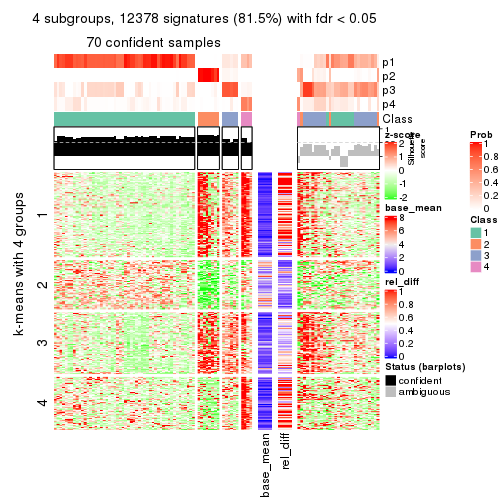 4 subgroups, 12378 signatures (81.5%) with fdr < 0.05
70 confident samples
p1
p2
p3
p4
Class
1
Silhouette
score
k-means with 4 groups
1
2
3
4
base_mean
rel_diff
z-score
2
1
0
-1
-2
base_mean
8
6
4
2
0
rel_diff
1
0.8
0.6
0.4
0.2
0
Status (barplots)
confident
ambiguous
Prob
1
0.8
0.6
0.4
0.2
0
Class
1
2
3
4